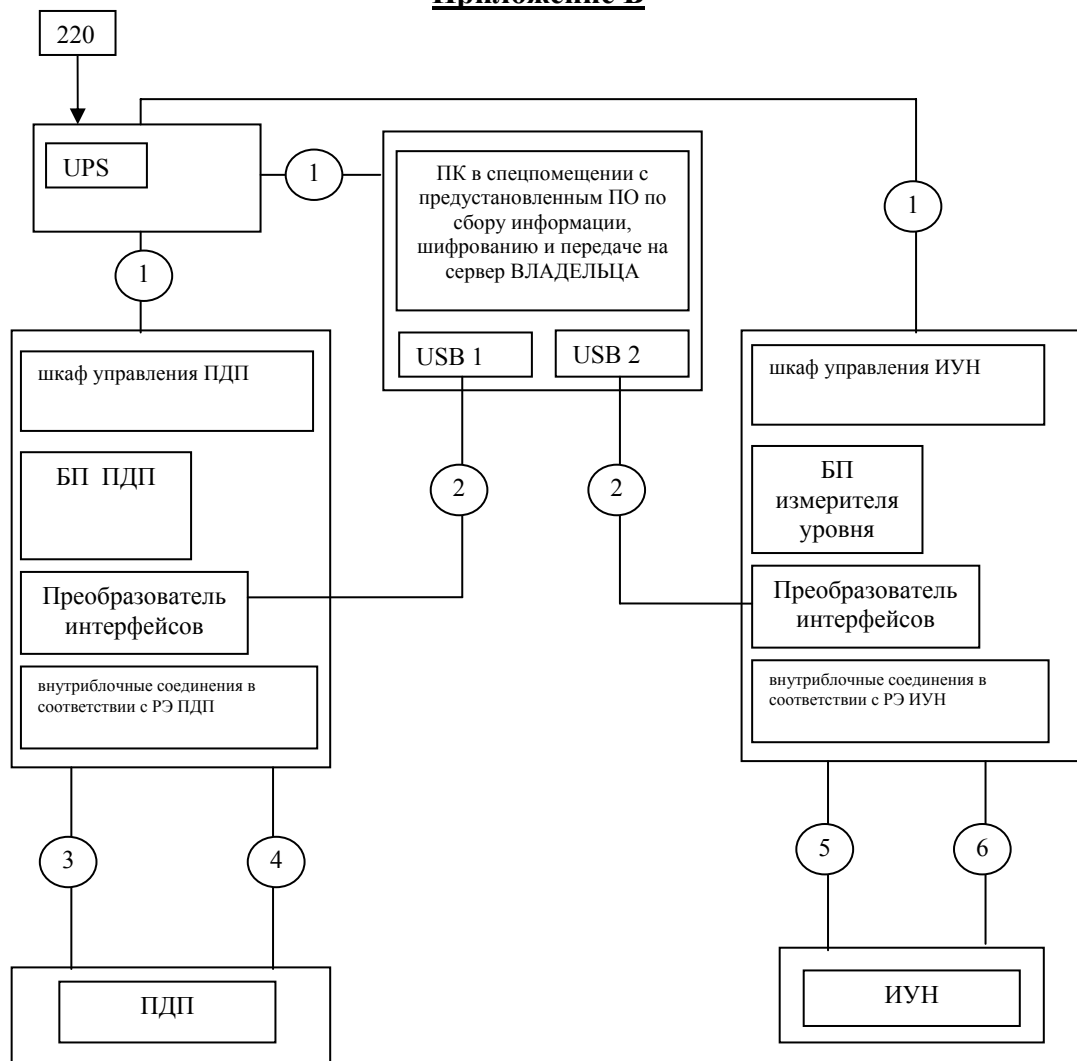 Приложение В
220
UPS
1
ПК в спецпомещении с
предустановленным ПО по
сбору информации,
шифрованию и передаче на
сервер ВЛАДЕЛЬЦА
1
1
USB 1
USB 2
шкаф управления ПДП
шкаф управления ИУН
БП ПДП
2
2
БП
измерителя
уровня
Преобразователь
интерфейсов
Преобразователь
интерфейсов
внутриблочные соединения в
соответствии с РЭ ПДП
внутриблочные соединения в
соответствии с РЭ ИУН
3
4
5
6
ПДП
ИУН